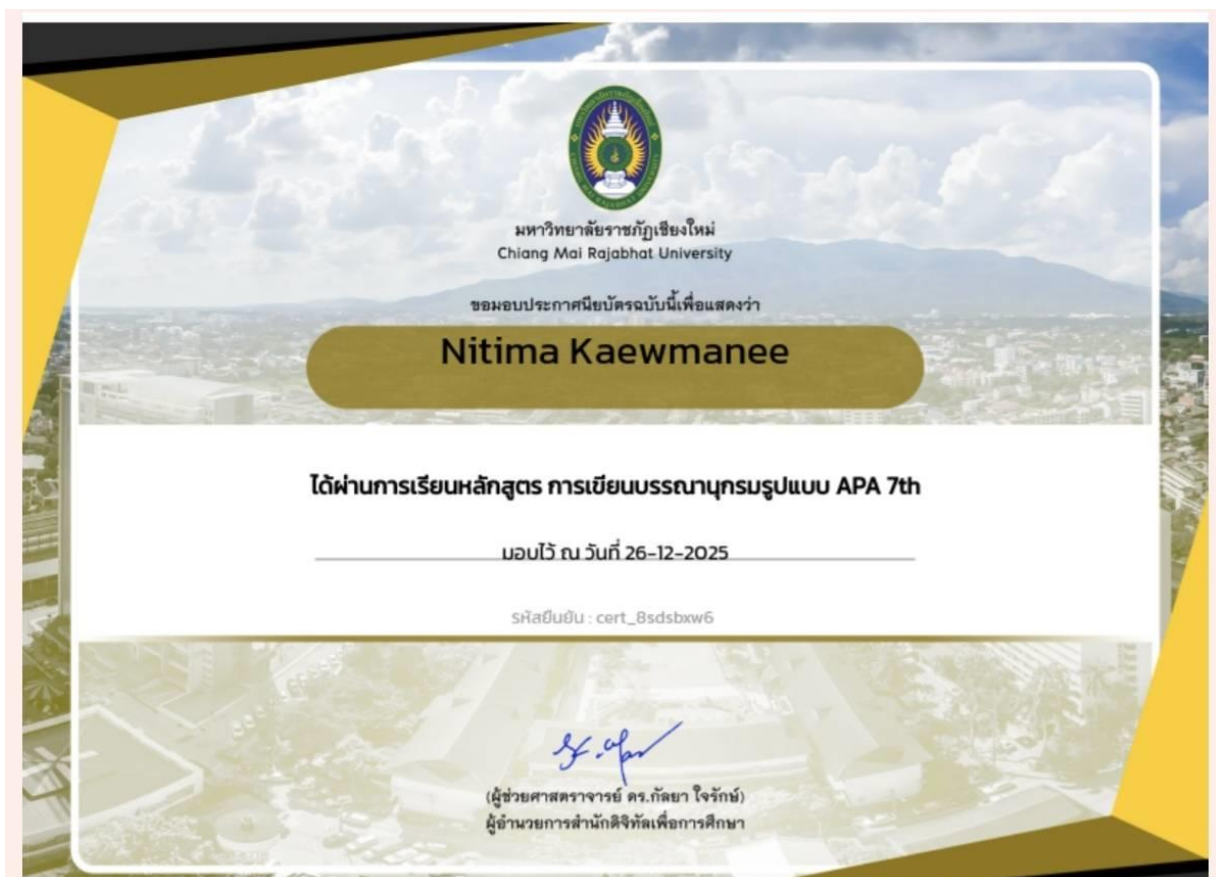 มหาวิทยาลัยราชภัฏเชียงใหม่
Chiang Mai Rajabhat University
ขอมอบประกาศนียบัตรฉบับนี้เพื่อแสดงว่า
Nitima Kaewmanee
ได้ผ่านการเรียนหลักสูตร การเขียนบรรณานุกรมรูปแบบ APA 7th
มอบไว้ ณ วันที่ 26-12-2025
รหัสยืนยัน : cert_8sdsbxw6
(ผู้ช่วยศาสตราจารย์ ดร.กัลยา ใจรักษ์)
ผู้อำนวยการสำนักดิจิทัลเพื่อการศึกษา